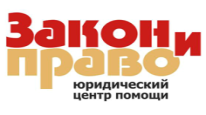 Закон и
право
юридический
центр помощи